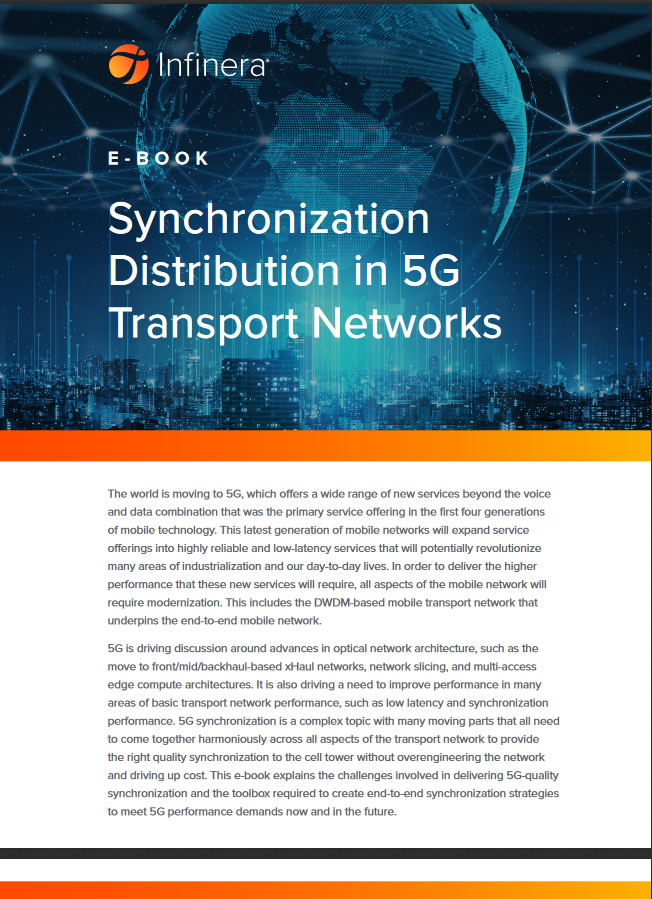 Infinera
E-BOOK
Synchronization
Distribution in 5G
Transport Networks
The world is moving to 5G, which offers a wide range of new services beyond the voice
and data combination that was the primary service offering in the first four generations
of mobile technology. This latest generation of mobile networks will expand service
offerings into highly reliable and low-latency services that will potentially revolutionize
many areas of industrialization and our day-to-day lives. In order to deliver the higher
performance that these new services will require, all aspects of the mobile network will
require modernization. This includes the DWDM-based mobile transport network that
underpins the end-to-end mobile network.
5G is driving discussion around advances in optical network architecture, such as the
move to front/mid/backhaul-based xHaul networks, network slicing, and multi-access
edge compute architectures. It is also driving a need to improve performance in many
areas of basic transport network performance, such as low latency and synchronization
performance. 5G synchronization is a complex topic with many moving parts that all need
to come together harmoniously across all aspects of the transport network to provide
the right quality synchronization to the cell tower without overengineering the network
and driving up cost. This e-book explains the challenges involved in delivering 5G-quality
synchronization and the toolbox required to create end-to-end synchronization strategies
to meet 5G performance demands now and in the future.